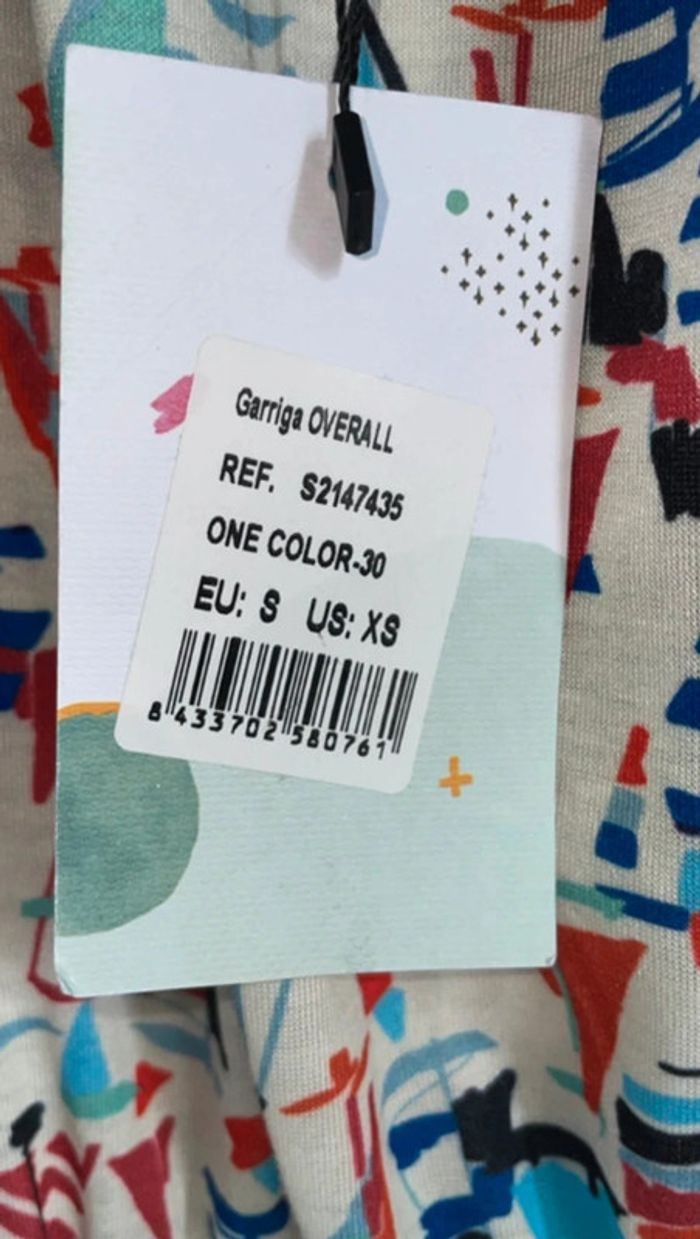 Garriga OVERALL
REF. S2147435
ONE COLOR-30
EU: S US: XS
8 433702 580761